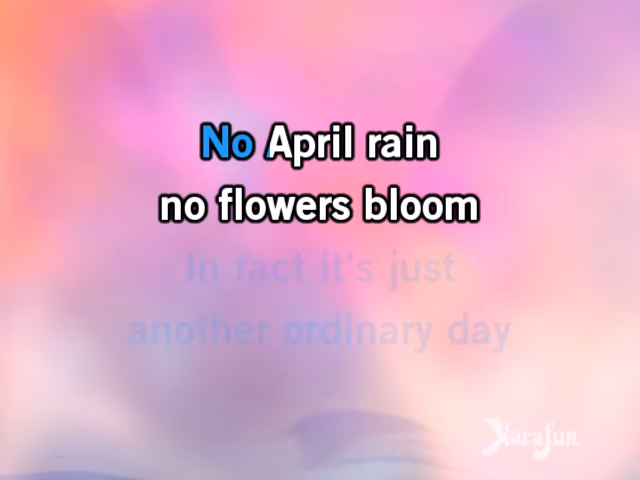 No April rain
no flowers bloom
In fact it's just
another ordinary day
KaraFun